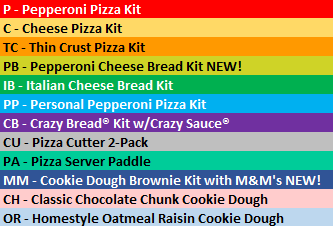 P - Pepperoni Pizza Kit
C - Cheese Pizza Kit
TC - Thin Crust Pizza Kit
PB - Pepperoni Cheese Bread Kit NEW!
IB - Italian Cheese Bread Kit
PP - Personal Pepperoni Pizza Kit
CB - Crazy Bread® Kit w/Crazy Sauce®
CU - Pizza Cutter 2-Pack
PA - Pizza Server Paddle
MM - Cookie Dough Brownie Kit with M&M's NEW!
CH - Classic Chocolate Chunk Cookie Dough
OR - Homestyle Oatmeal Raisin Cookie Dough